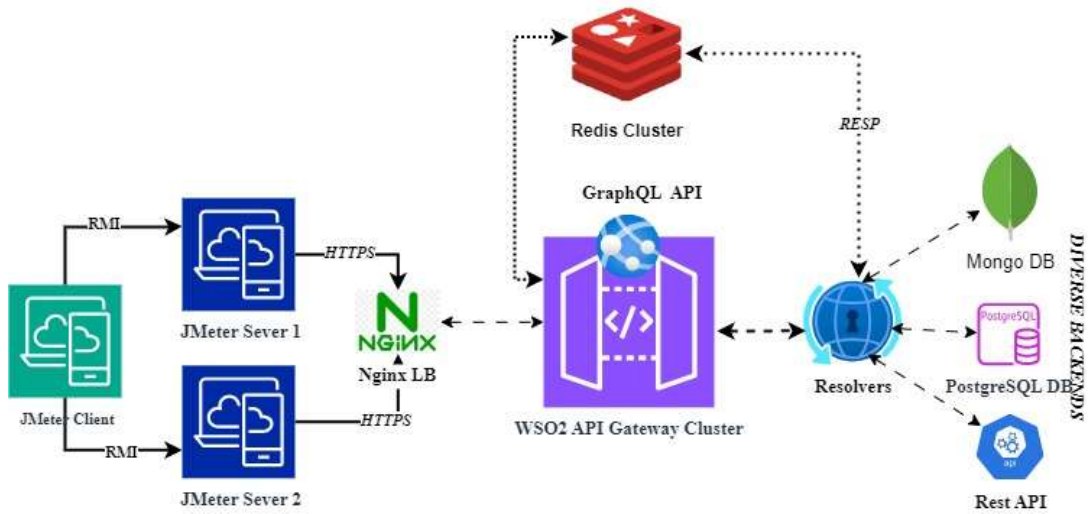 Redis Cluster
RESP
GraphQL API
RMI
HTTPS
JMeter Sever 1
NGiNX
Nginx LB
JMeter Client
RMI
HTTPS
JMeter Sever 2
</>
WSO2 API Gateway Cluster
Resolvers
Mongo DB
PostgreSQL
PostgreSQL DB
api
Rest API
DIVERSE BACKENDS